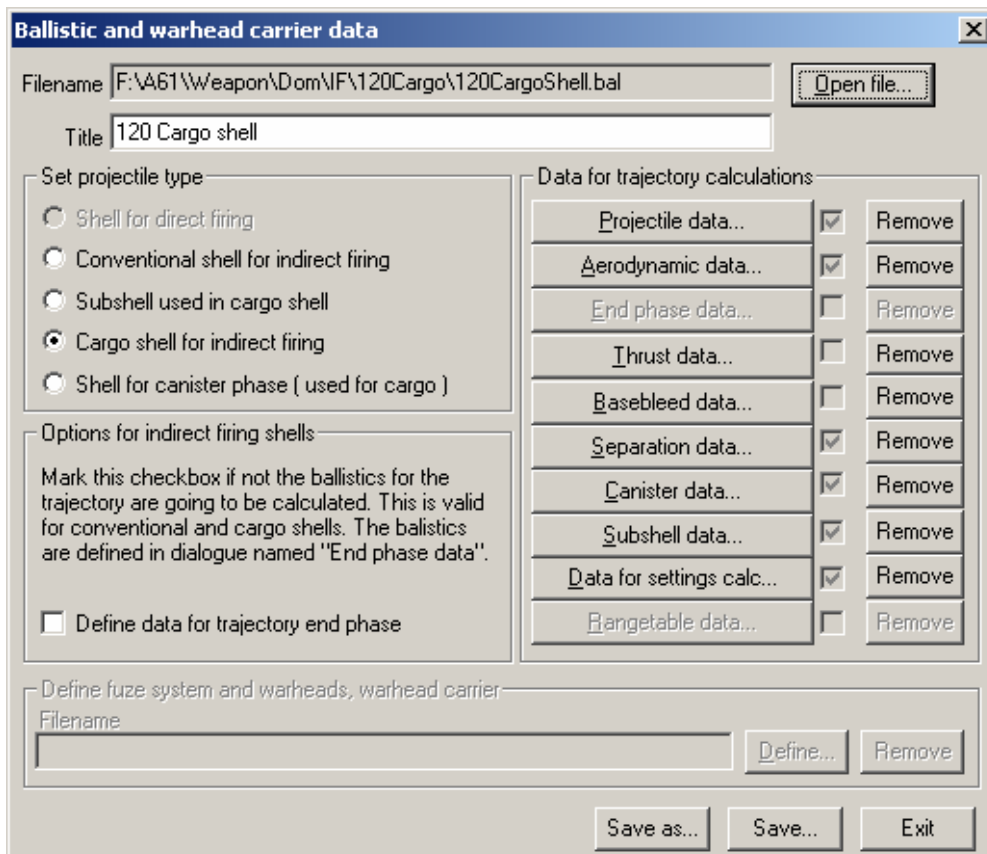 Ballistic and warhead carrier data
Filename F:\A61\Weapon\Dom\IF\120Cargo\120CargoShell.bal Open file...
Title 120 Cargo shell
Set projectile type
Shell for direct firing
Conventional shell for indirect firing
Subshell used in cargo shell
Cargo shell for indirect firing
Shell for canister phase ( used for cargo )
Options for indirect firing shells
Mark this checkbox if not the ballistics for the
trajectory are going to be calculated. This is valid
for conventional and cargo shells. The balistics
are defined in dialogue named "End phase data".
Define data for trajectory end phase
Data for trajectory calculations
Projectile data... Remove
Aerodynamic data... Remove
End phase data... Remove
Thrust data... Remove
Basebleed data... Remove
Separation data... Remove
Canister data... Remove
Subshell data... Remove
Data for settings calc... Remove
Rangetable data... Remove
Define fuze system and warheads, warhead carrier
Filename
Define... Remove
Save as... Save... Exit